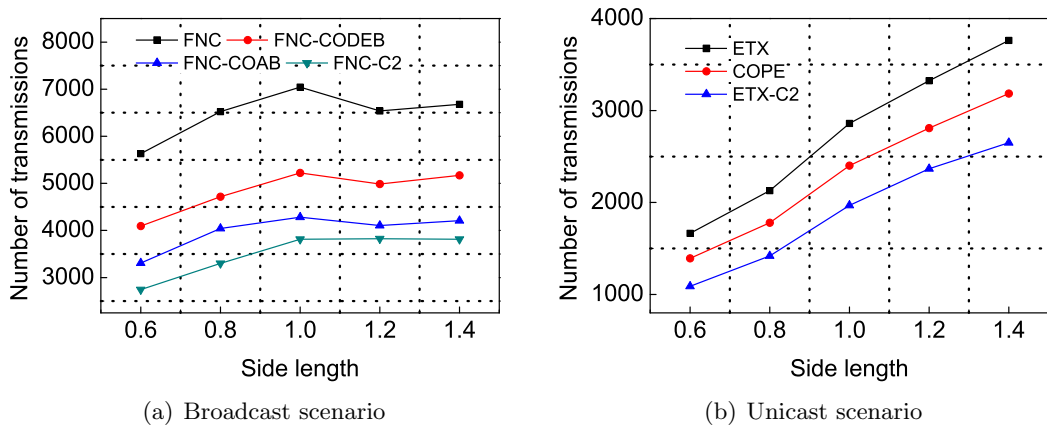 8000
7000
6000
5000
4000
3000
Number of transmissions
FNC FNC-CODEB
FNC-COAB FNC-C2
0.6 0.8 1.0 1.2 1.4
Side length
(a) Broadcast scenario
4000
3000
2000
1000
Number of transmissions
ETX
COPE
ETX-C2
0.6 0.8 1.0 1.2 1.4
Side length
(b) Unicast scenario